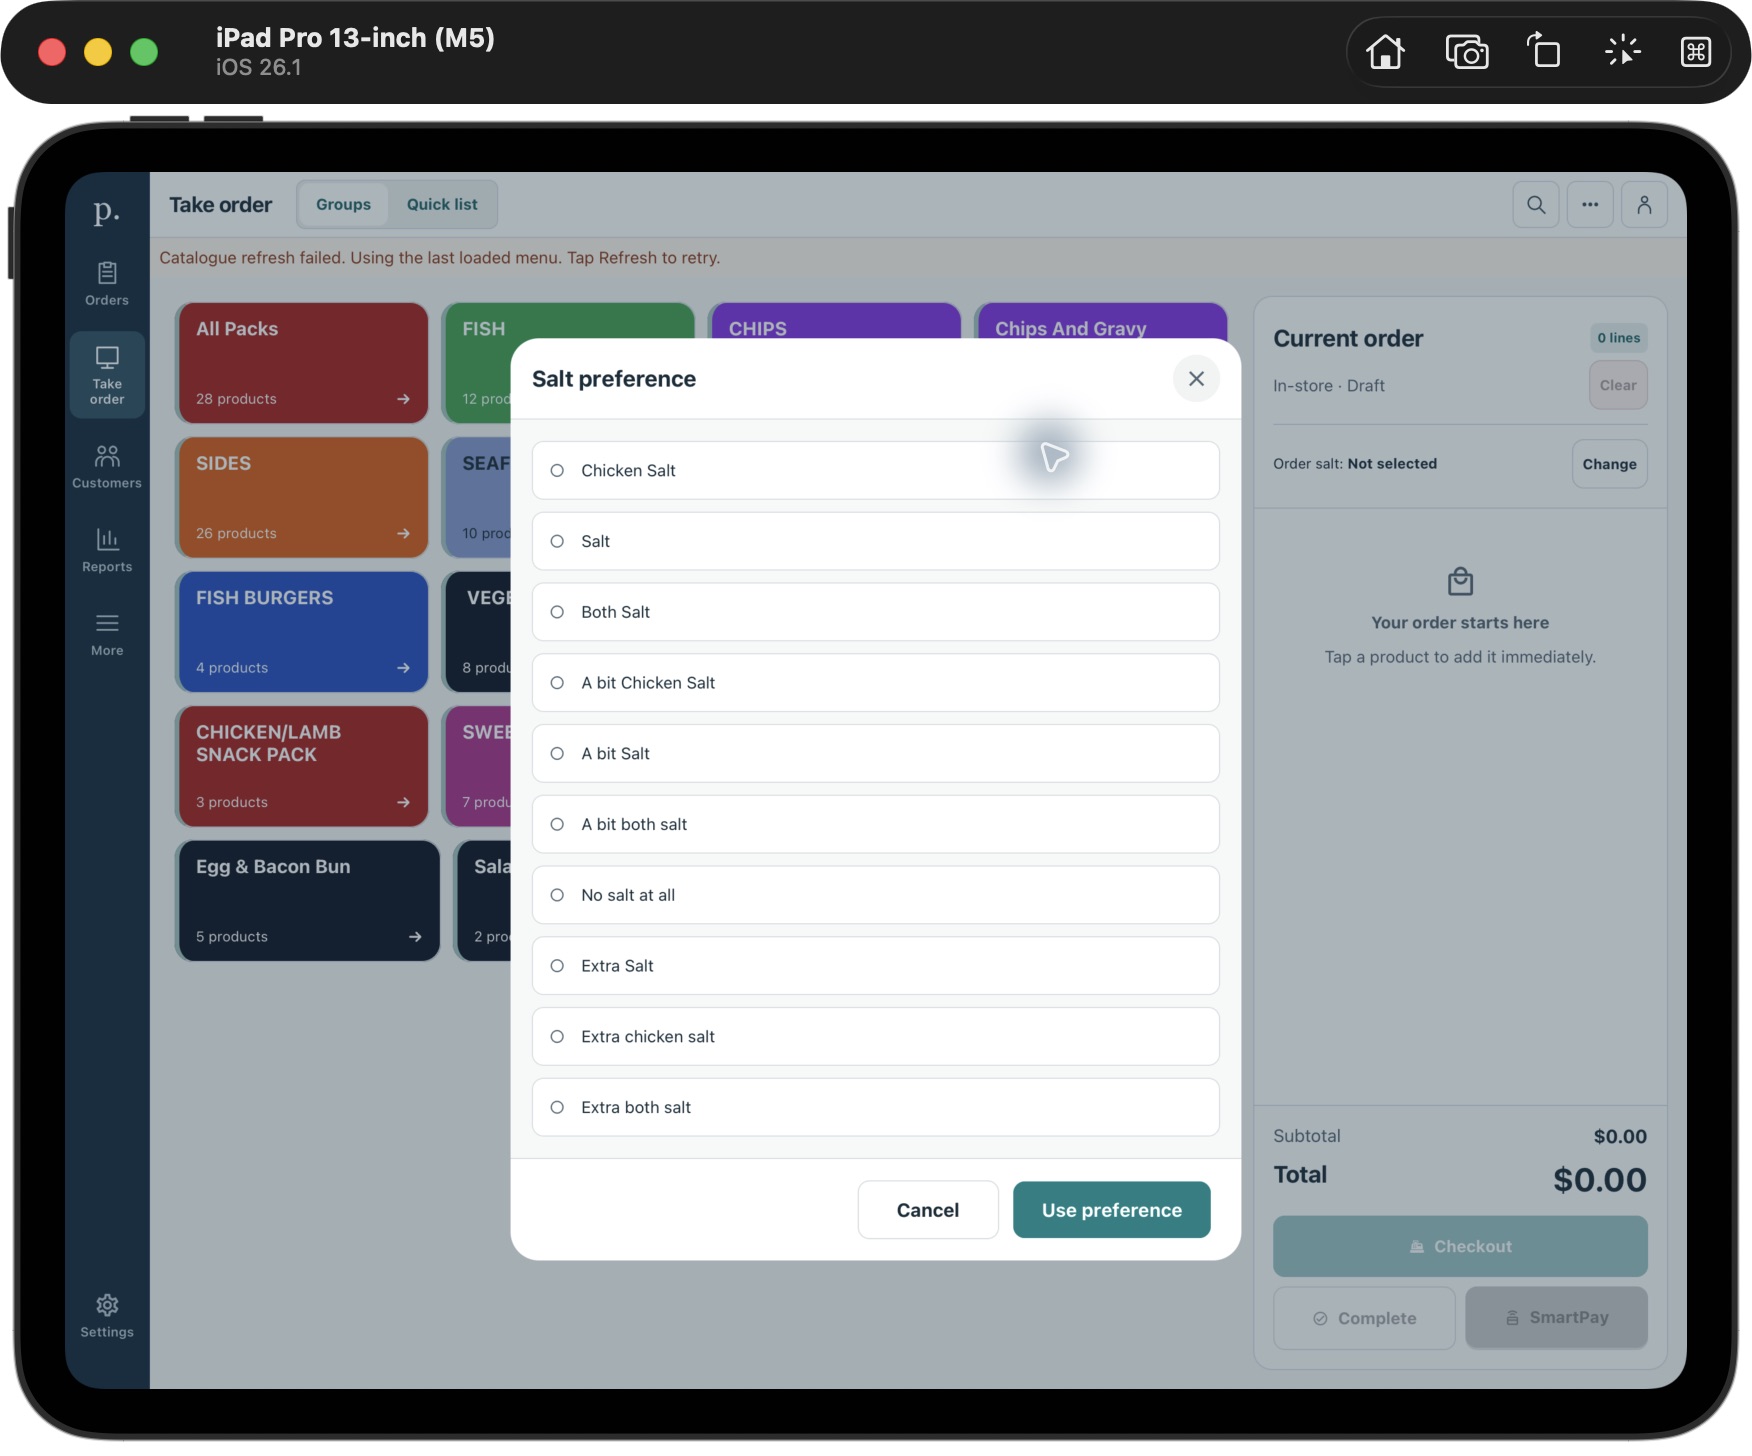 iPad Pro 13-inch (M5)
iOS 26.1
p.
Orders
Take
order
Customers
Reports
More
Settings
Take order
Groups
Quick list
Catalogue refresh failed. Using the last loaded menu. Tap Refresh to retry.
All Packs
28 products
FISH
12 prod
CHIPS
Chips And Gravy
SIDES
26 products
SEAF
10 prod
FISH BURGERS
4 products
VEGE
8 produ
CHICKEN/LAMB
SNACK PACK
3 products
SWEE
7 produ
Egg & Bacon Bun
5 products
Sala
2 pro
Salt preference
Chicken Salt
Salt
Both Salt
A bit Chicken Salt
A bit Salt
A bit both salt
No salt at all
Extra Salt
Extra chicken salt
Extra both salt
Cancel
Use preference
Current order
0 lines
In-store · Draft
Clear
Order salt: Not selected
Change
Your order starts here
Tap a product to add it immediately.
Subtotal
$0.00
Total
$0.00
Checkout
Complete
SmartPay